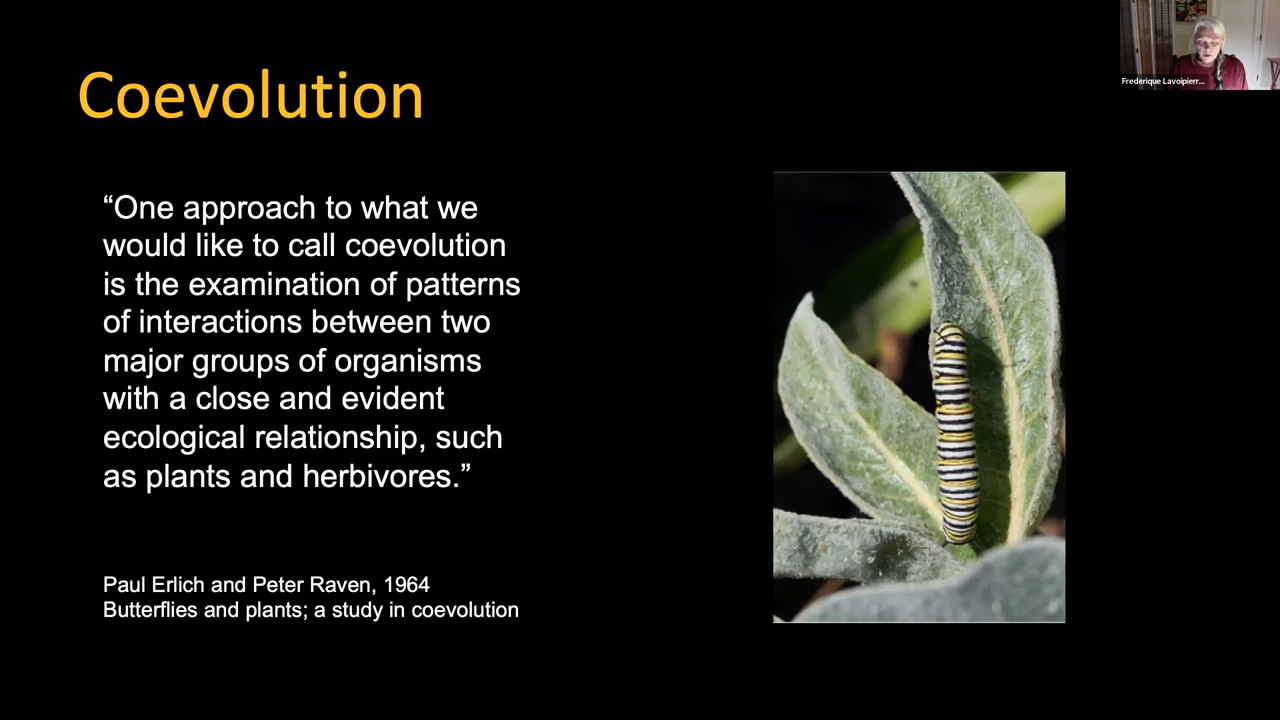 Coevolution
“One approach to what we
would like to call coevolution
is the examination of patterns
of interactions between two
major groups of organisms
with a close and evident
ecological relationship, such
as plants and herbivores.”
Paul Erlich and Peter Raven, 1964
Butterflies and plants; a study in coevolution
Frederique Lavoipierr...